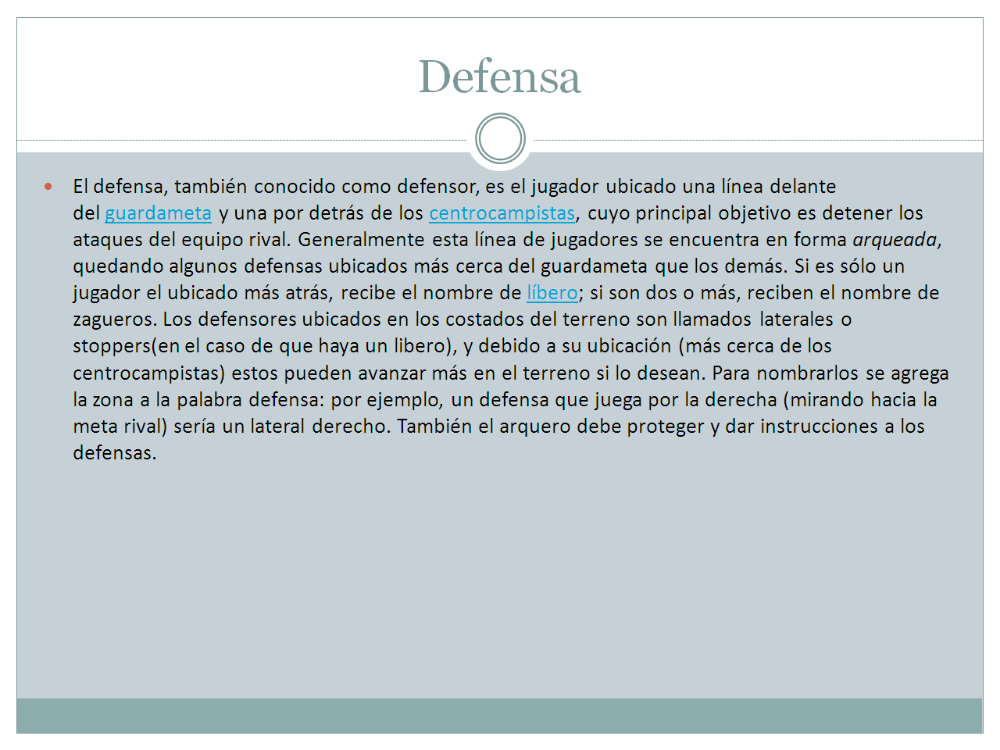 Defensa
El defensa, también conocido como defensor, es el jugador ubicado una línea delante
del guardameta y una por detrás de los centrocampistas, cuyo principal objetivo es detener los
ataques del equipo rival. Generalmente esta línea de jugadores se encuentra en forma arqueada,
quedando algunos defensas ubicados más cerca del guardameta que los demás. Si es sólo un
jugador el ubicado más atrás, recibe el nombre de líbero; si son dos o más, reciben el nombre de
zagueros. Los defensores ubicados en los costados del terreno son llamados laterales o
stoppers(en el caso de que haya un libero), y debido a su ubicación (más cerca de los
centrocampistas) estos pueden avanzar más en el terreno si lo desean. Para nombrarlos se agrega
la zona a la palabra defensa: por ejemplo, un defensa que juega por la derecha (mirando hacia la
meta rival) sería un lateral derecho. También el arquero debe proteger y dar instrucciones a los
defensas.